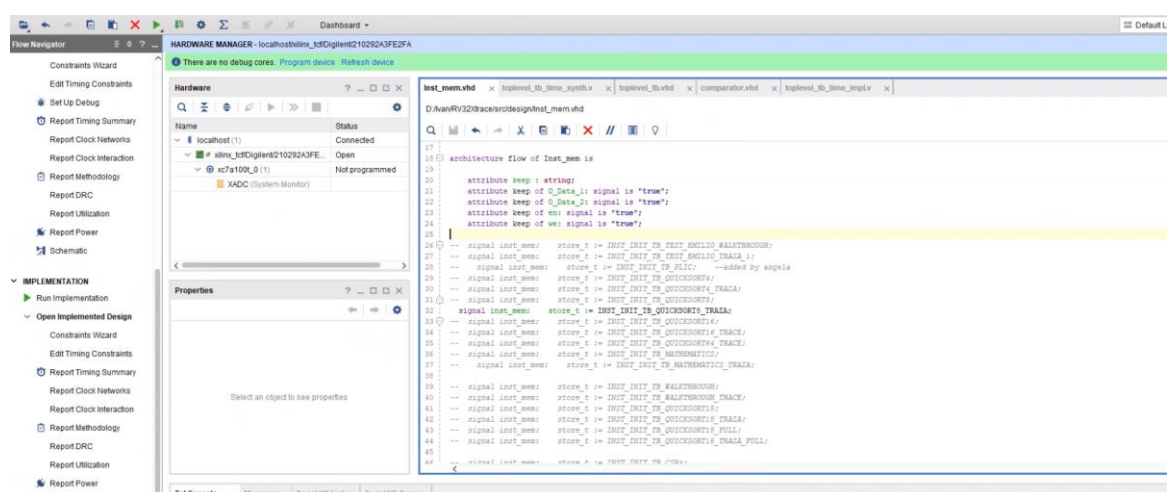 Dashboard
Default L
Flow Navigator
HARDWARE MANAGER - localhost/xilinx_tcf/Digilent/210292A3FE2FA
There are no debug cores. Program device Refresh device
Constraints Wizard
Edit Timing Constraints
Set Up Debug
Report Timing Summary
Report Clock Networks
Report Clock Interaction
Report Methodology
Report DRC
Report Utilization
Report Power
Schematic
IMPLEMENTATION
Run Implementation
Open Implemented Design
Constraints Wizard
Edit Timing Constraints
Report Timing Summary
Report Clock Networks
Report Clock Interaction
Report Methodology
Report DRC
Report Utilization
Report Power
Hardware
Name Status
localhost (1) Connected
xilinx_tcf/Digilent/210292A3FE... Open
xc7a100t_0 (1) Not programmed
XADC (System Monitor)
Properties
Select an object to see properties
Inst_mem.vhd toplevel_tb_time_synth.v toplevel_tb.vhd comparator.vhd toplevel_tb_time_impl.v
D:/Ivan/RV32/itrace/src/design/Inst_mem.vhd
17
18 architecture flow of Inst_mem is
19
20 attribute keep : string;
21 attribute keep of O_Data_1: signal is "true";
22 attribute keep of O_Data_2: signal is "true";
23 attribute keep of en: signal is "true";
24 attribute keep of we: signal is "true";
25
26 -- signal inst_mem: store_t := INST_INIT_TB_TEST_EMILIO_WALKTHROUGH;
27 -- signal inst_mem: store_t := INST_INIT_TB_TEST_EMILIO_TRAZA_1;
28 -- signal inst_mem: store_t := INST_INIT_TB_PLIC; --added by angela
29 -- signal inst_mem: store_t := INST_INIT_TB_QUICKSORT4;
30 -- signal inst_mem: store_t := INST_INIT_TB_QUICKSORT4_TRAZA;
31 -- signal inst_mem: store_t := INST_INIT_TB_QUICKSORT8;
32 signal inst_mem: store_t := INST_INIT_TB_QUICKSORT8_TRAZA;
33 -- signal inst_mem: store_t := INST_INIT_TB_QUICKSORT16;
34 -- signal inst_mem: store_t := INST_INIT_TB_QUICKSORT16_TRACE;
35 -- signal inst_mem: store_t := INST_INIT_TB_QUICKSORT64_TRACE;
36 -- signal inst_mem: store_t := INST_INIT_TB_MATHEMATICS;
37 -- signal inst_mem: store_t := INST_INIT_TB_MATHEMATICS_TRAZA;
38
39 -- signal inst_mem: store_t := INST_INIT_TB_WALKTHROUGH;
40 -- signal inst_mem: store_t := INST_INIT_TB_WALKTHROUGH_TRACE;
41 -- signal inst_mem: store_t := INST_INIT_TB_QUICKSORT16;
42 -- signal inst_mem: store_t := INST_INIT_TB_QUICKSORT16_TRAZA;
43 -- signal inst_mem: store_t := INST_INIT_TB_QUICKSORT16_FULL;
44 -- signal inst_mem: store_t := INST_INIT_TB_QUICKSORT16_TRAZA_FULL;
45